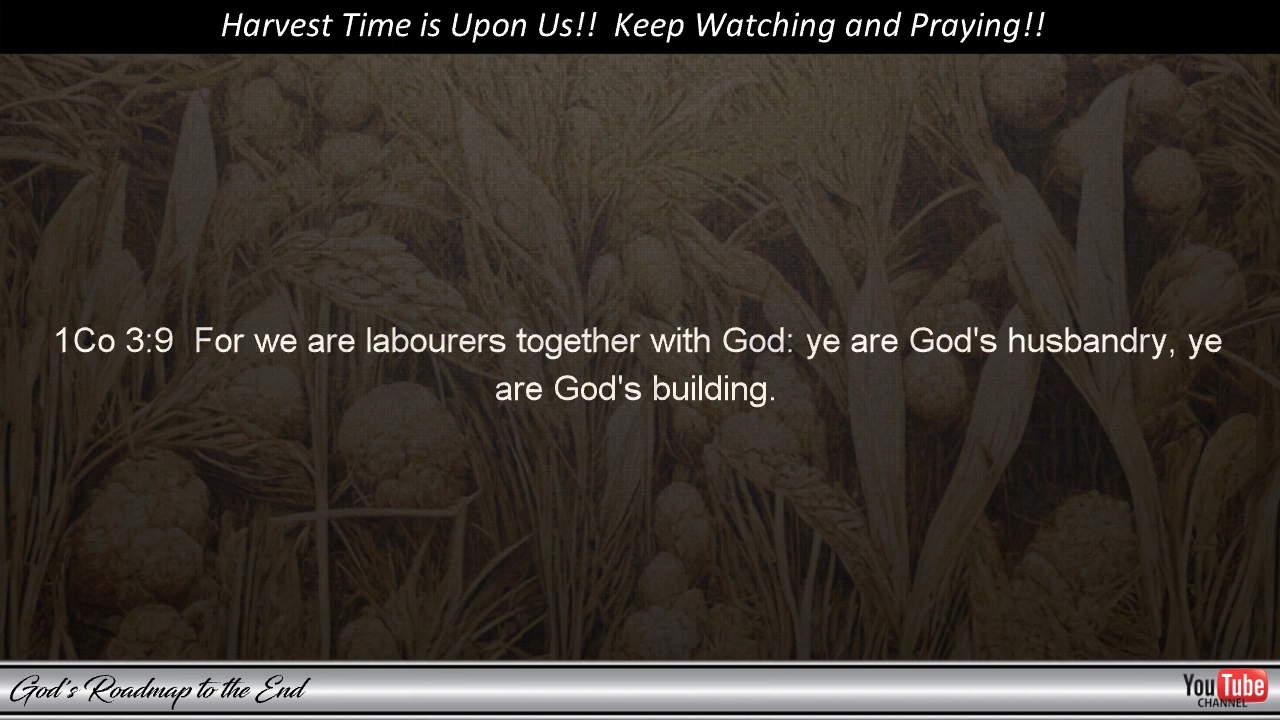 Harvest Time is Upon Us!!  Keep Watching and Praying!!
1Co 3:9  For we are labourers together with God: ye are God's husbandry, ye
are God's building.
God's Roadmap to the End
YouTube
CHANNEL